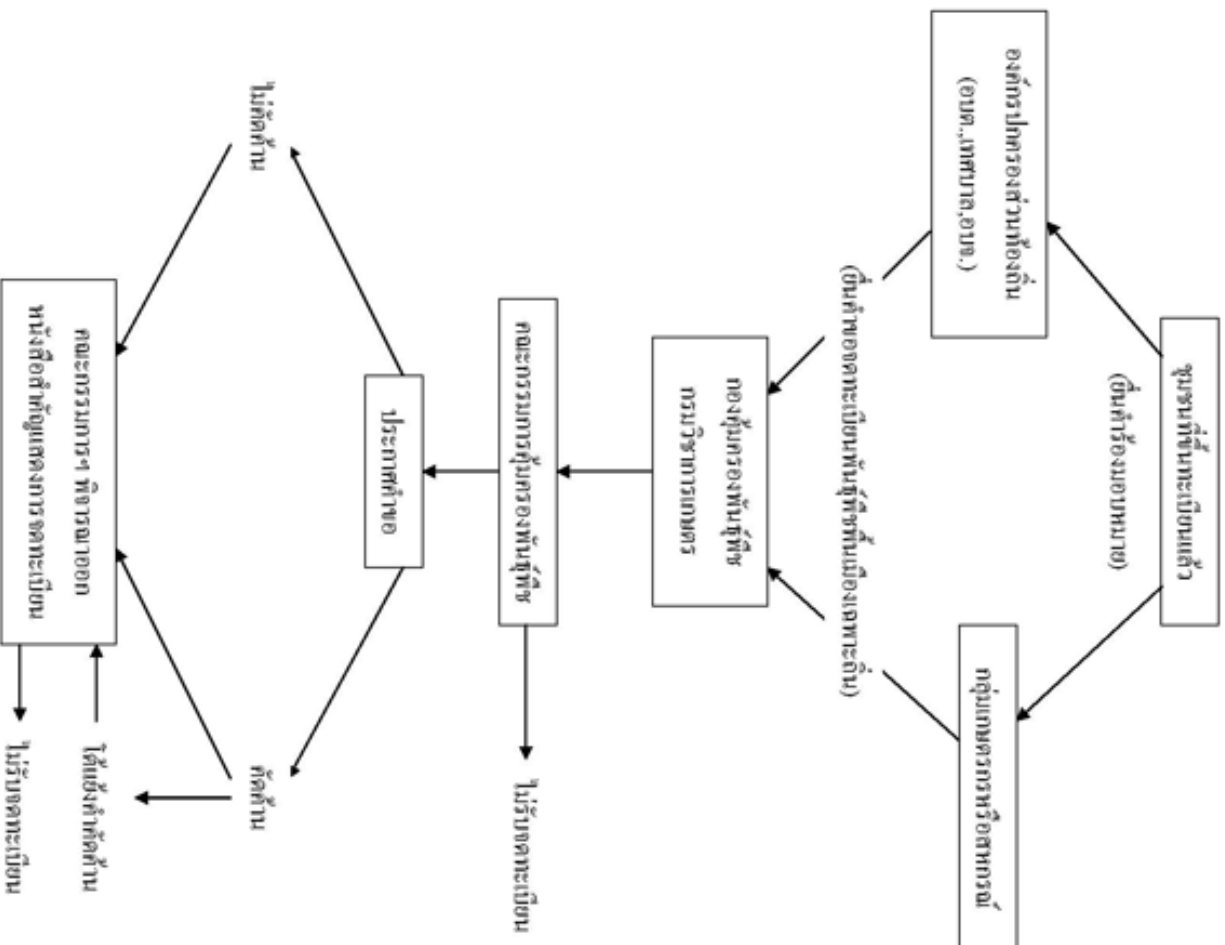 ชุมชนที่ขึ้นทะเบียนแล้ว
(ยื่นคำร้องมอบหมาย)
องค์กรปกครองส่วนท้องถิ่น
(อบต.,เทศบาล,อบจ.)
กลุ่มเกษตรกรหรือสหกรณ์
(ยื่นคำขอจดทะเบียนพันธุ์พืชพื้นเมืองเฉพาะถิ่น)
กองคุ้มครองพันธุ์พืช
กรมวิชาการเกษตร
คณะกรรมการคุ้มครองพันธุ์พืช
ไม่รับจดทะเบียน
ประกาศคำขอ
ไม่คัดค้าน
คัดค้าน
โต้แย้งคำคัดค้าน
คณะกรรมการฯ พิจารณาออก
หนังสือสำคัญแสดงการจดทะเบียน
ไม่รับจดทะเบียน